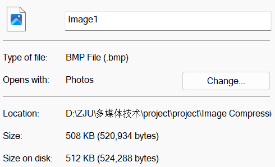 Image1
Type of file: BMP File (.bmp)
Opens with: Photos Change...
Location: D:\ZJU\多媒体技术\project\project\Image Compressi
Size: 508 KB (520,934 bytes)
Size on disk: 512 KB (524,288 bytes)